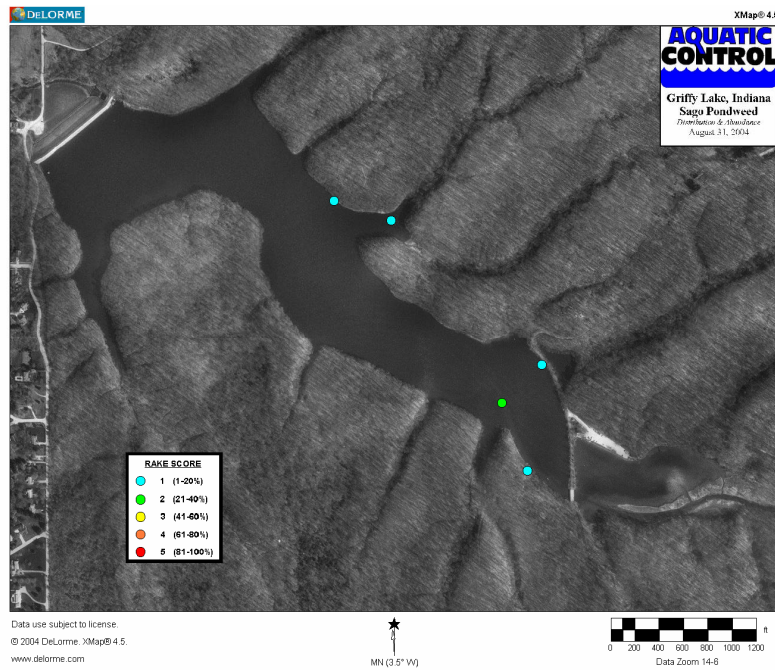 DELORME
XMap® 4.5
AQUATIC
CONTROL
Griffy Lake, Indiana
Sago Pondweed
Distribution & Abundance
August 31, 2004
RAKE SCORE
1 (1-20%)
2 (21-40%)
3 (41-60%)
4 (61-80%)
5 (81-100%)
Data use subject to license.
© 2004 DeLorme. XMap® 4.5.
www.delorme.com
MN (3.5° W)
ft
0 200 400 600 800 1000 1200
Data Zoom 14-6